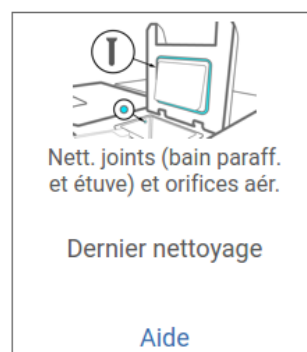 Nett. joints (bain paraff.
et étuve) et orifices aér.
Dernier nettoyage
Aide